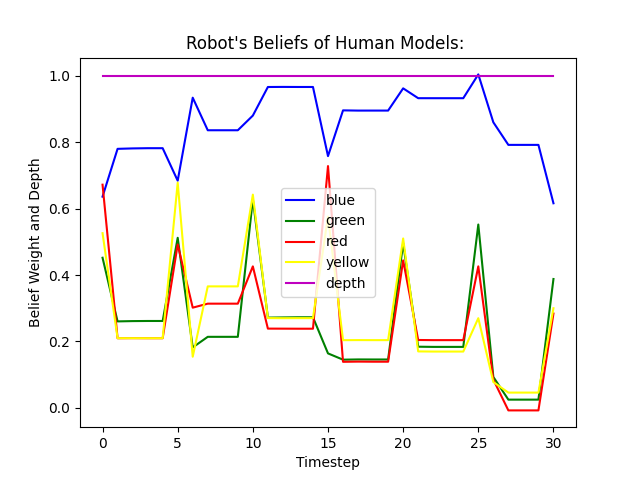 Robot's Beliefs of Human Models:
Belief Weight and Depth
1.0
0.8
0.6
0.4
0.2
0.0
blue
green
red
yellow
depth
0 5 10 15 20 25 30
Timestep